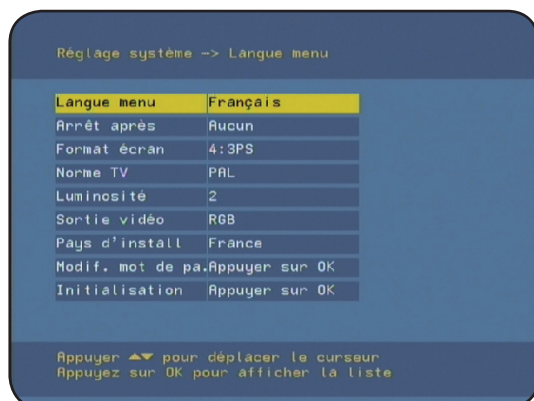 Réglage système -> Langue menu
Langue menu Français
Arrêt après Aucun
Format écran 4:3PS
Norme TV PAL
Luminosité 2
Sortie vidéo RGB
Pays d'install France
Modif. mot de pa. Appuyer sur OK
Initialisation Appuyer sur OK
Appuyer ▲▼ pour déplacer le curseur
Appuyez sur OK pour afficher la liste